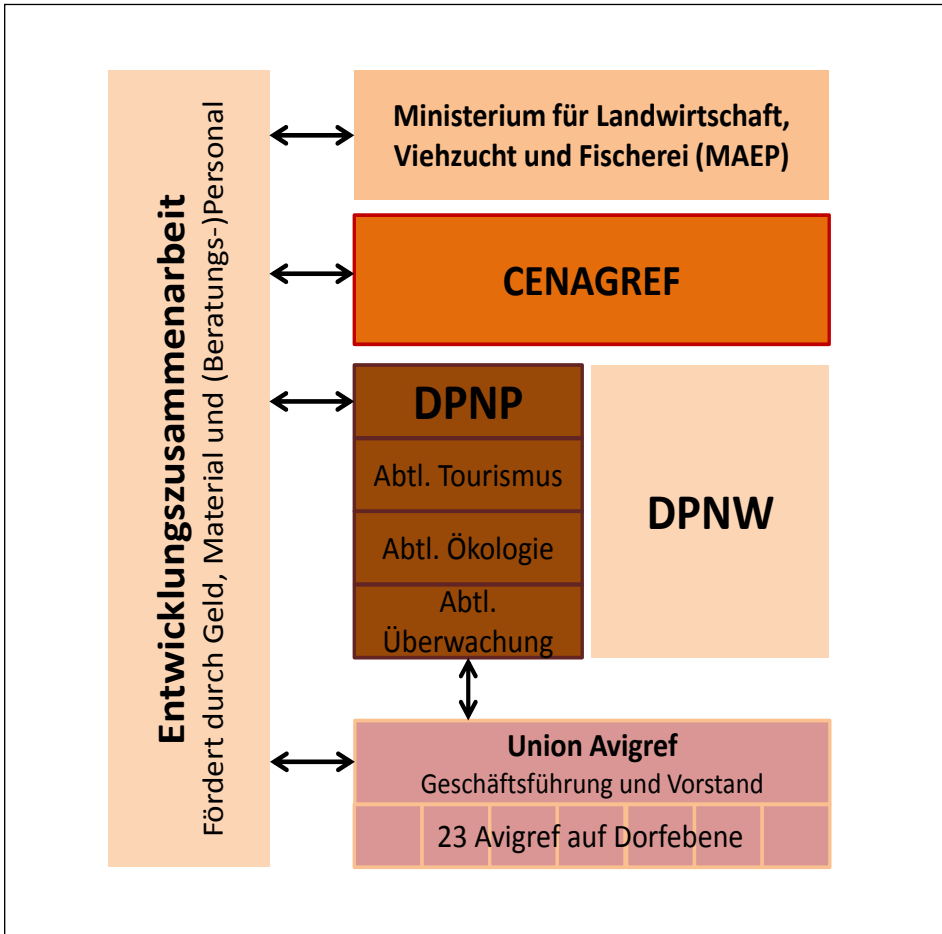 Entwicklungszusammenarbeit
Fördert durch Geld, Material und (Beratungs-)Personal
Ministerium für Landwirtschaft,
Viehzucht und Fischerei (MAEP)
CENAGREF
DPNP
Abtl. Tourismus
Abtl. Ökologie
Abtl.
Überwachung
DPNW
Union Avigref
Geschäftsführung und Vorstand
23 Avigref auf Dorfebene